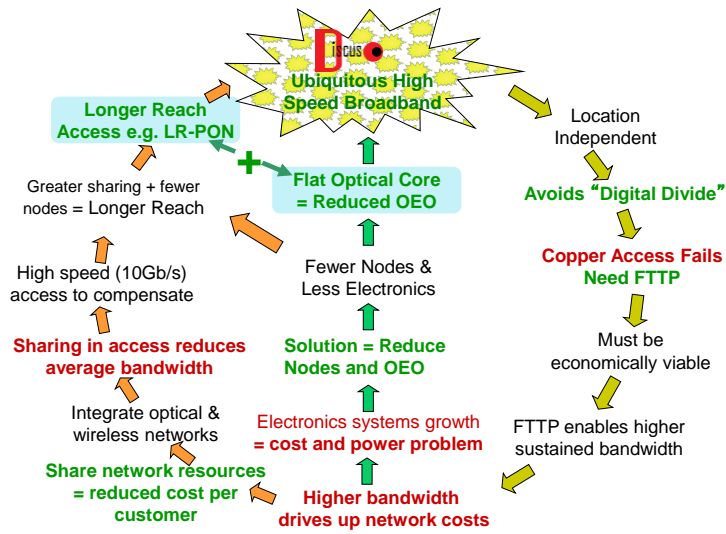 Discus
Ubiquitous High
Speed Broadband
Longer Reach
Access e.g. LR-PON
+
Flat Optical Core
= Reduced OEO
Location
Independent
Avoids “Digital Divide”
Copper Access Fails
Need FTTP
Must be
economically viable
FTTP enables higher
sustained bandwidth
Higher bandwidth
drives up network costs
Electronics systems growth
= cost and power problem
Solution = Reduce
Nodes and OEO
Fewer Nodes &
Less Electronics
Share network resources
= reduced cost per
customer
Integrate optical &
wireless networks
Sharing in access reduces
average bandwidth
High speed (10Gb/s)
access to compensate
Greater sharing + fewer
nodes = Longer Reach